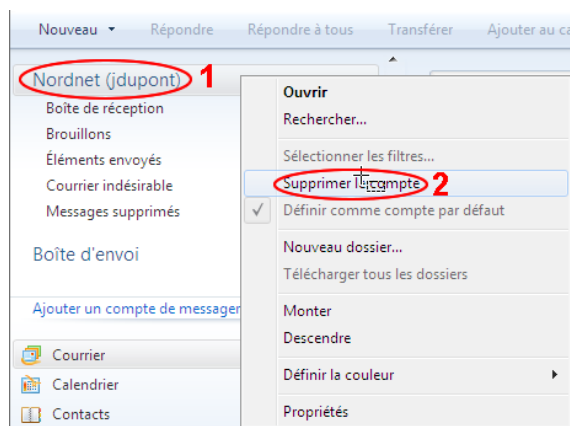 Nouveau Répondre Répondre à tous Transférer Ajouter au ca
Nordnet (jdupont) 1
Boîte de réception
Brouillons
Éléments envoyés
Courrier indésirable
Messages supprimés
Boîte d'envoi
Ajouter un compte de messager
Courrier
Calendrier
Contacts
Ouvrir
Rechercher...
Sélectionner les filtres...
Supprimer le compte 2
Définir comme compte par défaut
Nouveau dossier...
Télécharger tous les dossiers
Monter
Descendre
Définir la couleur
Propriétés